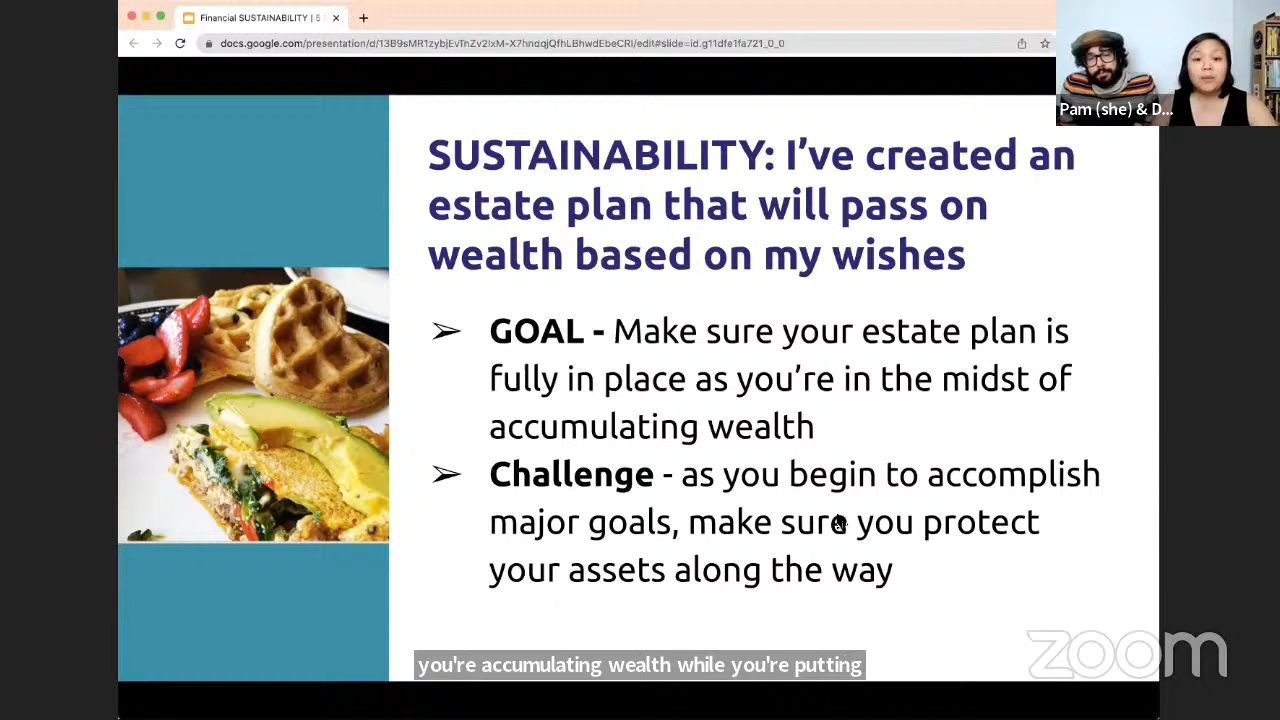 Financial SUSTAINABILITY | 5
docs.google.com/presentation/d/13B9sMR1zybjEvTnZv2IxM-X7hndqjQfhLBhwdEbeCRI/edit#slide=id.g11dfe1fa721_0_0
Pam (she) & D...
SUSTAINABILITY: I've created an
estate plan that will pass on
wealth based on my wishes
➢ GOAL - Make sure your estate plan is
fully in place as you're in the midst of
accumulating wealth
➢ Challenge - as you begin to accomplish
major goals, make sure you protect
your assets along the way
zoom
you're accumulating wealth while you're putting